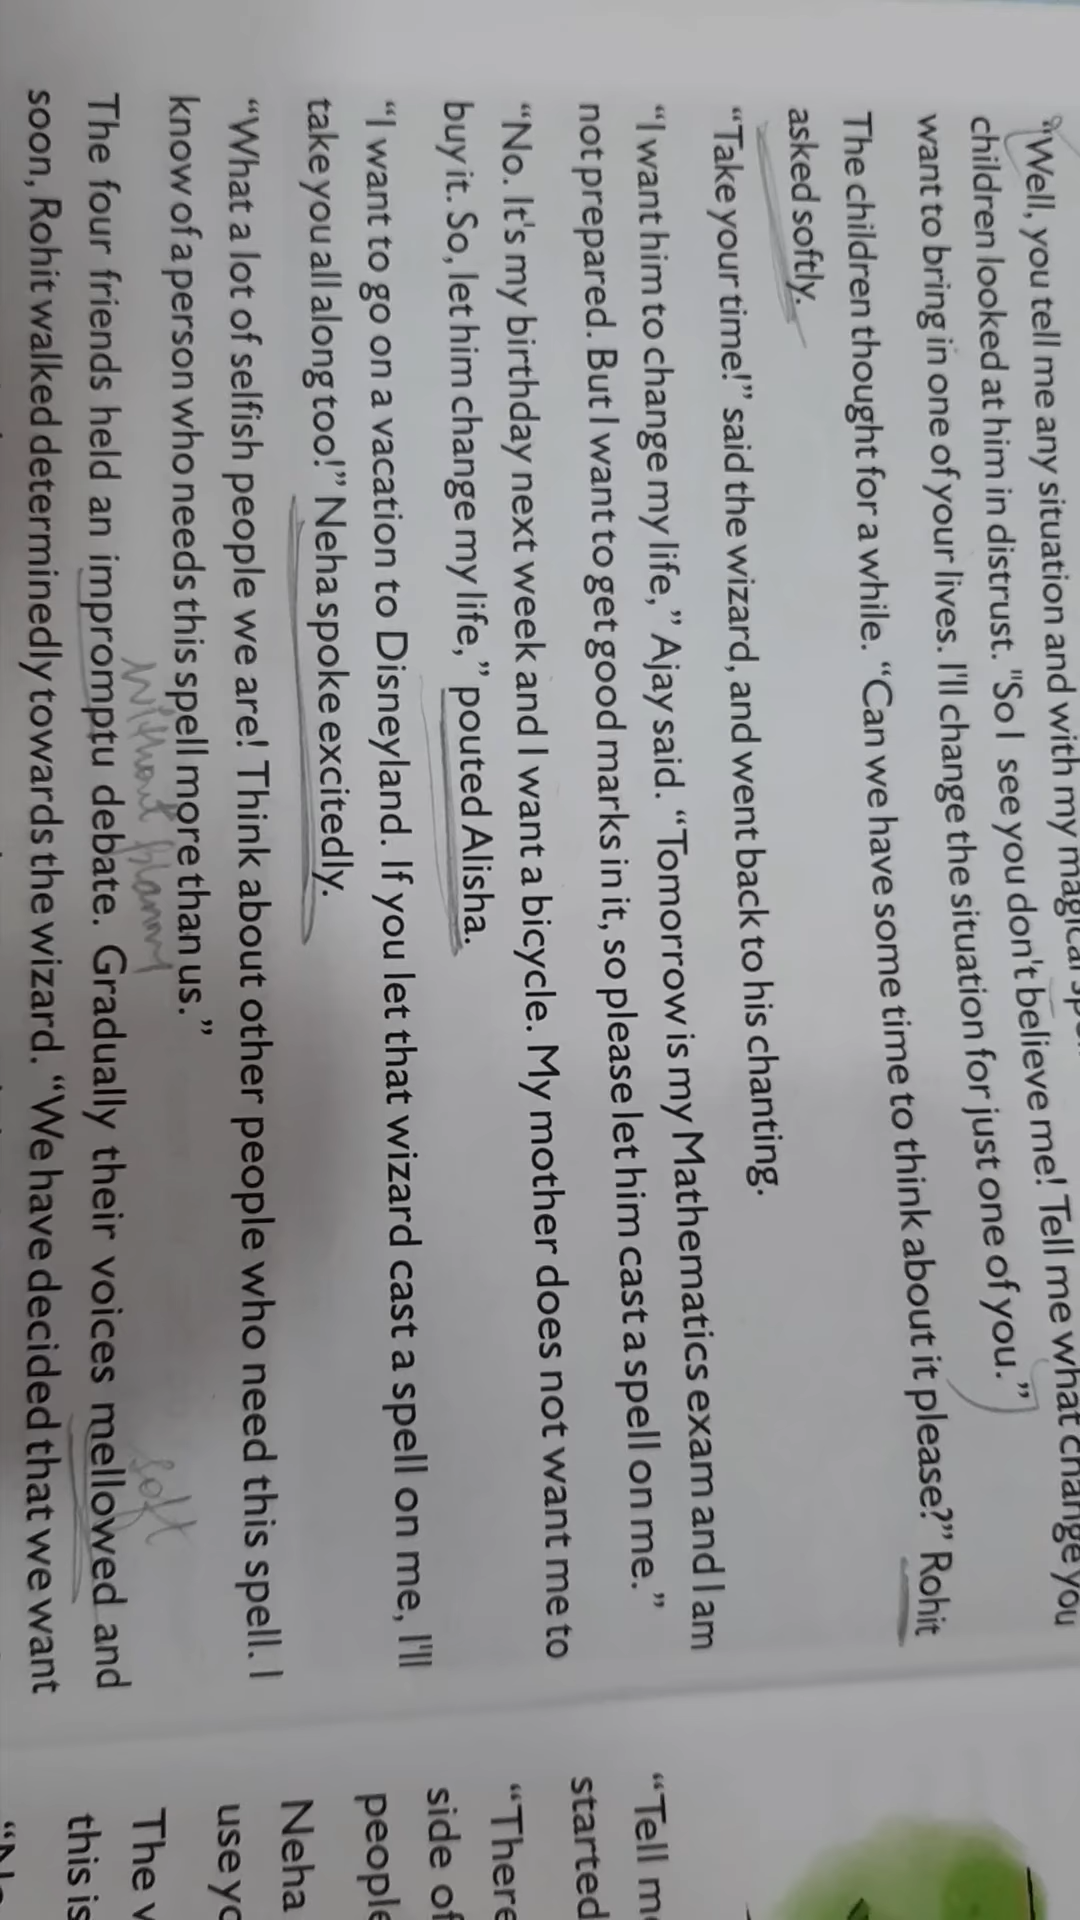 "Well, you tell me any situation and with my magical
children looked at him in distrust. "So I see you don't believe me! Tell me what change you
want to bring in one of your lives. I'll change the situation for just one of you."
The children thought for a while. "Can we have some time to think about it please?" Rohit
asked softly.
"Take your time!" said the wizard, and went back to his chanting.
"I want him to change my life," Ajay said. "Tomorrow is my Mathematics exam and I am
not prepared. But I want to get good marks in it, so please let him cast a spell on me."
"No. It's my birthday next week and I want a bicycle. My mother does not want me to
buy it. So, let him change my life," pouted Alisha.
"I want to go on a vacation to Disneyland. If you let that wizard cast a spell on me, I'll
take you all along too!" Neha spoke excitedly.
"What a lot of selfish people we are! Think about other people who need this spell. I
know of a person who needs this spell more than us."
without soft
The four friends held an impromptu debate. Gradually their voices mellowed and
soon, Rohit walked determinedly towards the wizard. "We have decided that we want
"Tell
started
"There
side of
people
Neha
use
The
this is